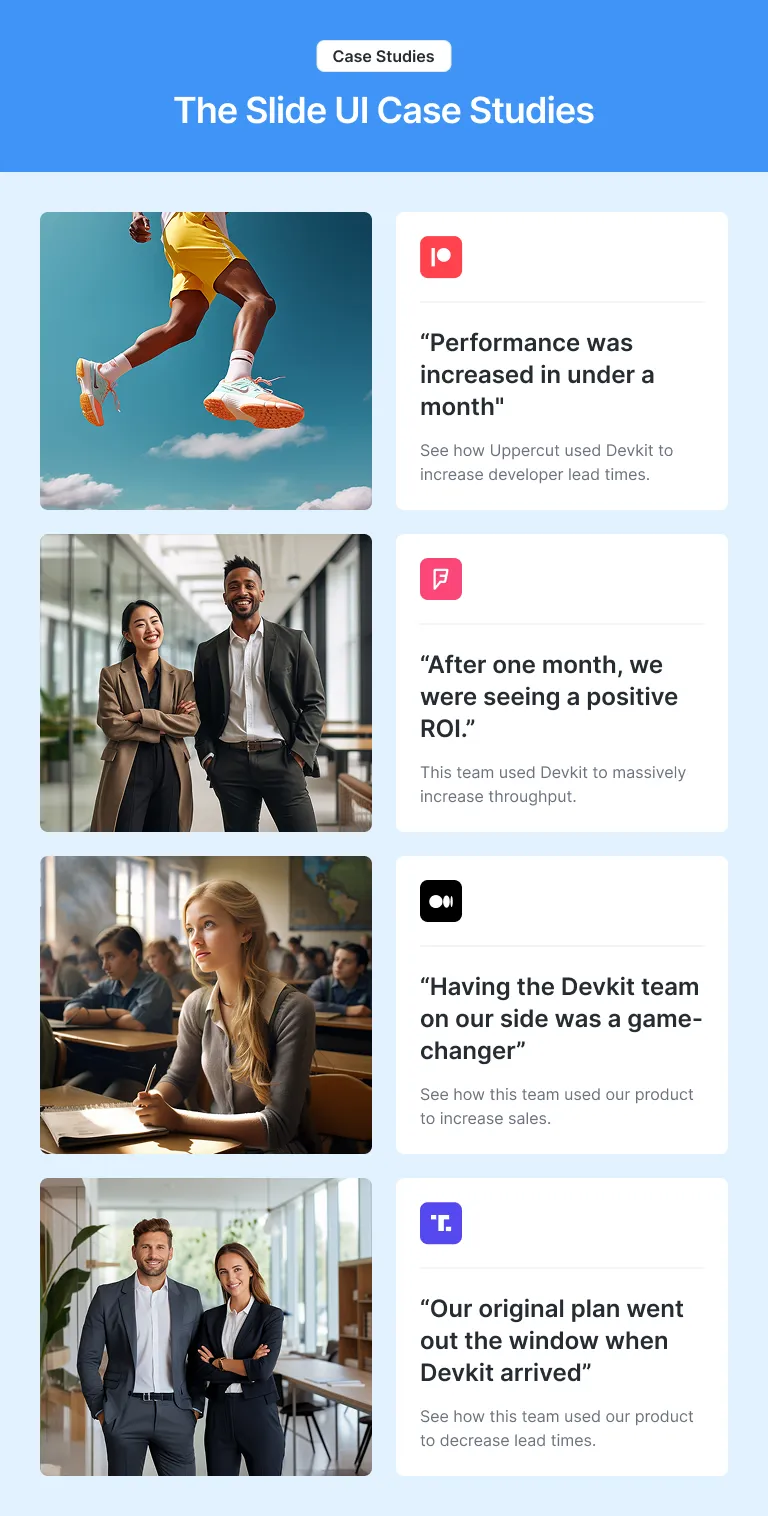 Case Studies
The Slide UI Case Studies
“Performance was
increased in under a
month"
See how Uppercut used Devkit to
increase developer lead times.
“After one month, we
were seeing a positive
ROI.”
This team used Devkit to massively
increase throughput.
“Having the Devkit team
on our side was a game-
changer”
See how this team used our product
to increase sales.
T.
“Our original plan went
out the window when
Devkit arrived”
See how this team used our product
to decrease lead times.